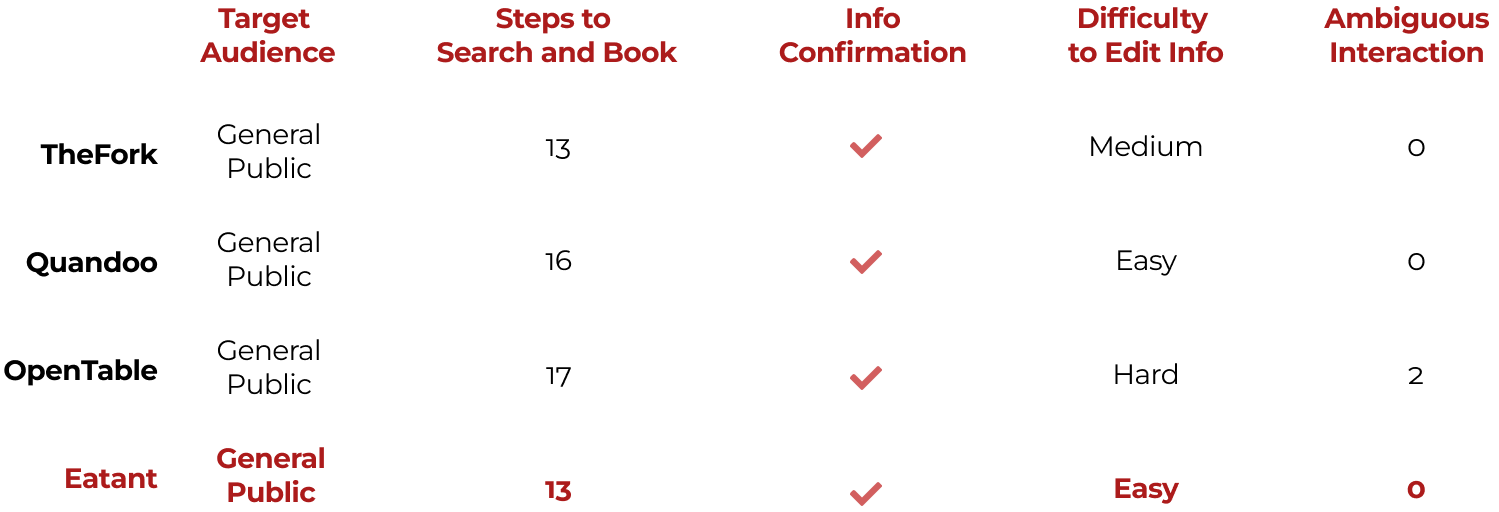 Target Audience
Steps to Search and Book
Info Confirmation
Difficulty to Edit Info
Ambiguous Interaction
TheFork
General Public
13
Medium
0
Quandoo
General Public
16
Easy
0
OpenTable
General Public
17
Hard
2
Eatant
General Public
13
Easy
0